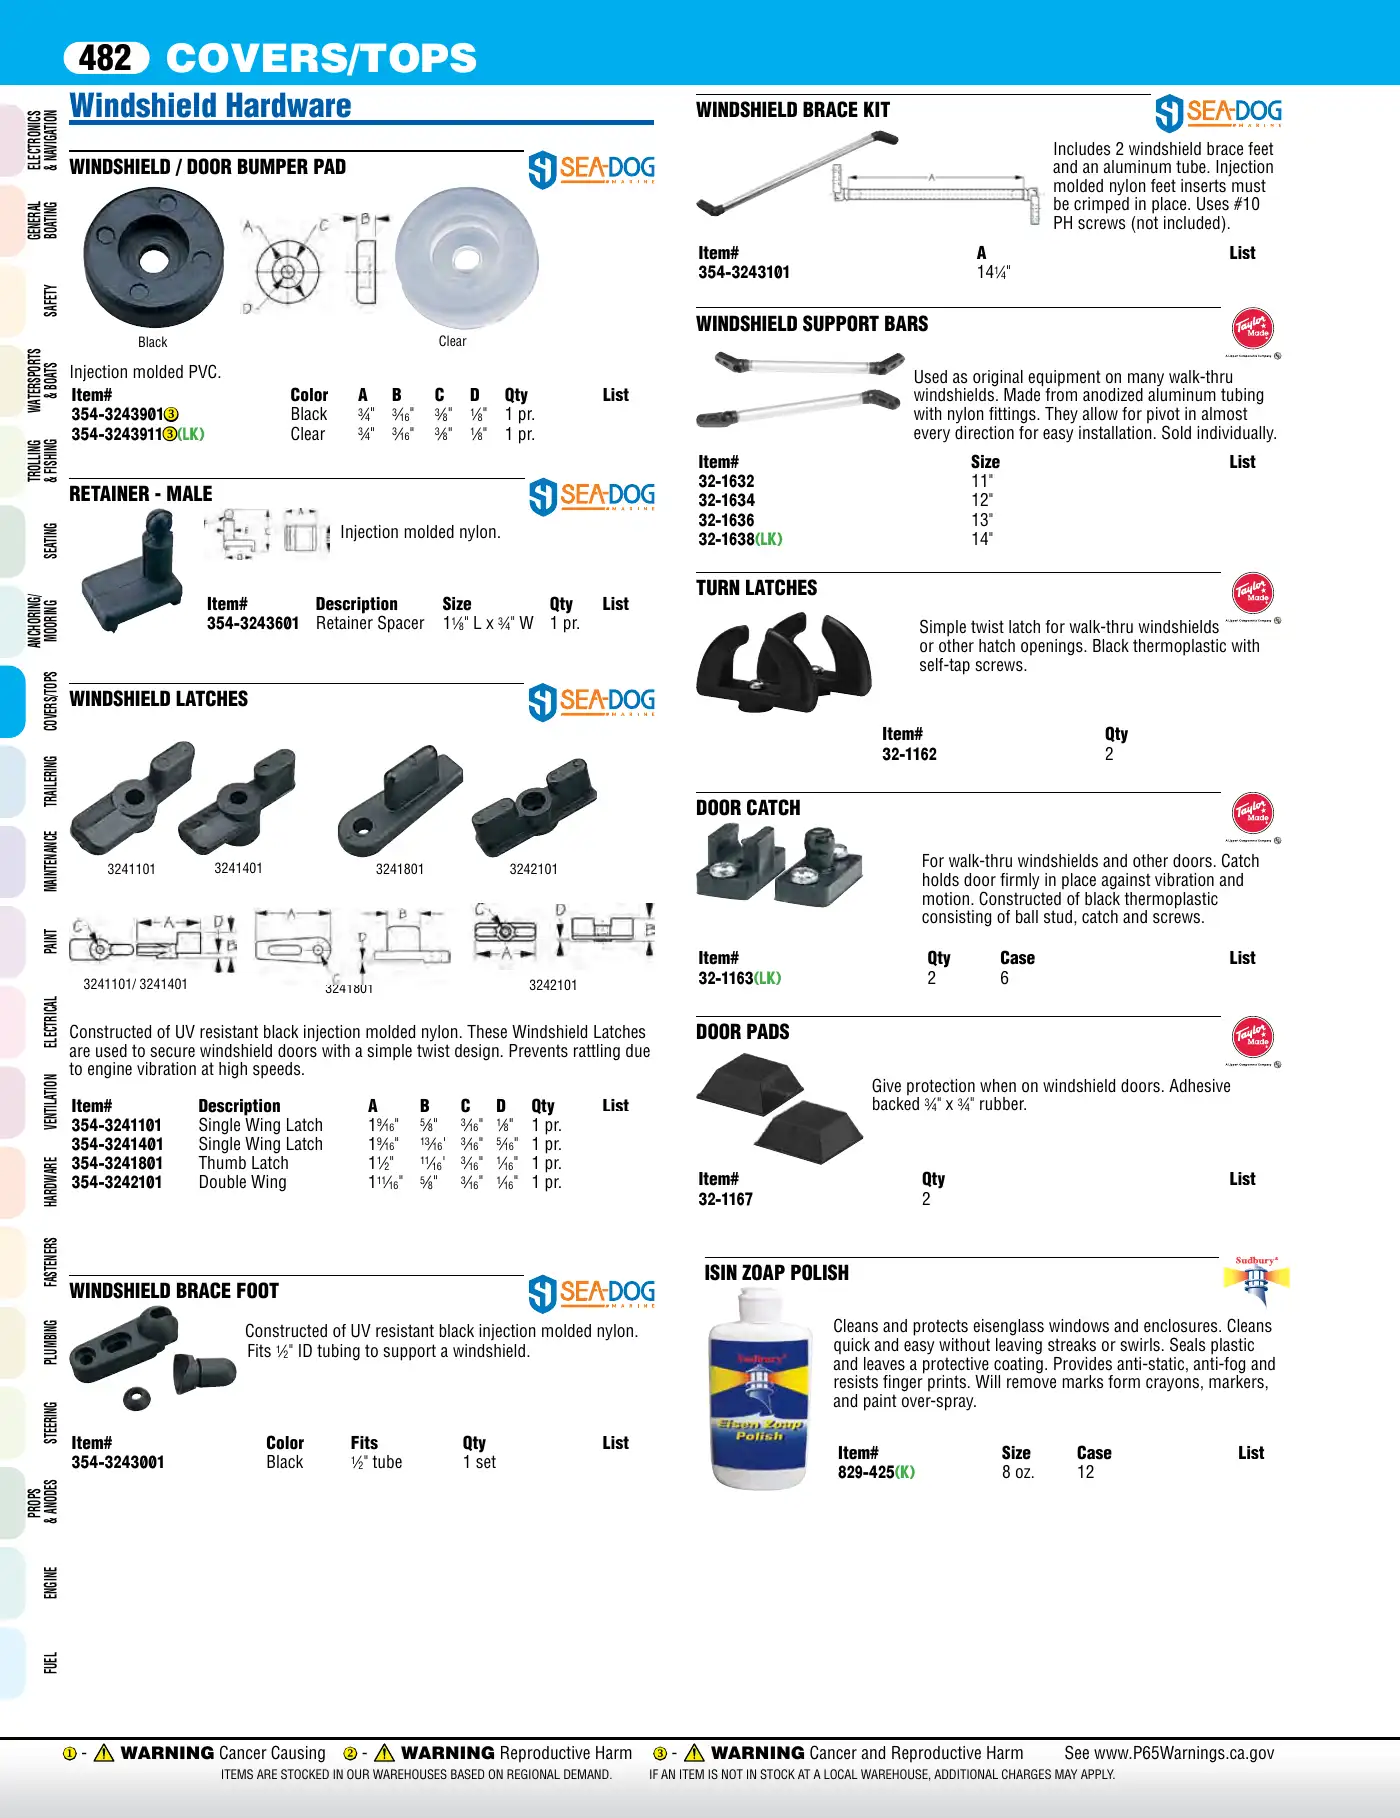 482 COVERS/TOPS
Windshield Hardware
WINDSHIELD / DOOR BUMPER PAD
SEA-DOG
MARINE
A C B D
Black
Clear
Injection molded PVC.
Item# Color A B C D Qty List
354-3243901③ Black ¾" 3⁄16" ⅜" ⅛" 1 pr.
354-3243911③(LK) Clear ¾" 3⁄16" ⅜" ⅛" 1 pr.
RETAINER - MALE
SEA-DOG
MARINE
Injection molded nylon.
Item# Description Size Qty List
354-3243601 Retainer Spacer 1⅛" L x ¾" W 1 pr.
WINDSHIELD LATCHES
SEA-DOG
MARINE
3241101 3241401 3241801 3242101
C A D B A B D C C A D B
3241101/ 3241401 3241801 3242101
Constructed of UV resistant black injection molded nylon. These Windshield Latches
are used to secure windshield doors with a simple twist design. Prevents rattling due
to engine vibration at high speeds.
Item# Description A B C D Qty List
354-3241101 Single Wing Latch 19⁄16" ⅝" 3⁄16" ⅛" 1 pr.
354-3241401 Single Wing Latch 19⁄16" 13⁄16' 3⁄16" 5⁄16" 1 pr.
354-3241801 Thumb Latch 1½" 11⁄16' 3⁄16" 1⁄16" 1 pr.
354-3242101 Double Wing 111⁄16" ⅝" 3⁄16" 1⁄16" 1 pr.
WINDSHIELD BRACE FOOT
SEA-DOG
MARINE
Constructed of UV resistant black injection molded nylon.
Fits ½" ID tubing to support a windshield.
Item# Color Fits Qty List
354-3243001 Black ½" tube 1 set
WINDSHIELD BRACE KIT
SEA-DOG
MARINE
A
Includes 2 windshield brace feet
and an aluminum tube. Injection
molded nylon feet inserts must
be crimped in place. Uses #10
PH screws (not included).
Item# A List
354-3243101 14¼"
WINDSHIELD SUPPORT BARS
Taylor
Made
Used as original equipment on many walk-thru
windshields. Made from anodized aluminum tubing
with nylon fittings. They allow for pivot in almost
every direction for easy installation. Sold individually.
Item# Size List
32-1632 11"
32-1634 12"
32-1636 13"
32-1638(LK) 14"
TURN LATCHES
Taylor
Made
Simple twist latch for walk-thru windshields
or other hatch openings. Black thermoplastic with
self-tap screws.
Item# Qty
32-1162 2
DOOR CATCH
Taylor
Made
For walk-thru windshields and other doors. Catch
holds door firmly in place against vibration and
motion. Constructed of black thermoplastic
consisting of ball stud, catch and screws.
Item# Qty Case List
32-1163(LK) 2 6
DOOR PADS
Taylor
Made
Give protection when on windshield doors. Adhesive
backed ¾" x ¾" rubber.
Item# Qty List
32-1167 2
ISIN ZOAP POLISH
Sudbury
Sudbury
Eisen Zoap
Polish
Cleans and protects eisenglass windows and enclosures. Cleans
quick and easy without leaving streaks or swirls. Seals plastic
and leaves a protective coating. Provides anti-static, anti-fog and
resists finger prints. Will remove marks form crayons, markers,
and paint over-spray.
Item# Size Case List
829-425(K) 8 oz. 12
ELECTRONICS
& NAVIGATION
GENERAL
BOATING
SAFETY
WATERSPORTS
& BOATS
TROLLING
& FISHING
SEATING
ANCHORING/
MOORING
COVERS/TOPS
TRAILERING
MAINTENANCE
PAINT
ELECTRICAL
VENTILATION
HARDWARE
FASTENERS
PLUMBING
STEERING
PROPS
& ANODES
ENGINE
FUEL
① - WARNING Cancer Causing ② - WARNING Reproductive Harm ③ - WARNING Cancer and Reproductive Harm See www.P65Warnings.ca.gov
ITEMS ARE STOCKED IN OUR WAREHOUSES BASED ON REGIONAL DEMAND. IF AN ITEM IS NOT IN STOCK AT A LOCAL WAREHOUSE, ADDITIONAL CHARGES MAY APPLY.